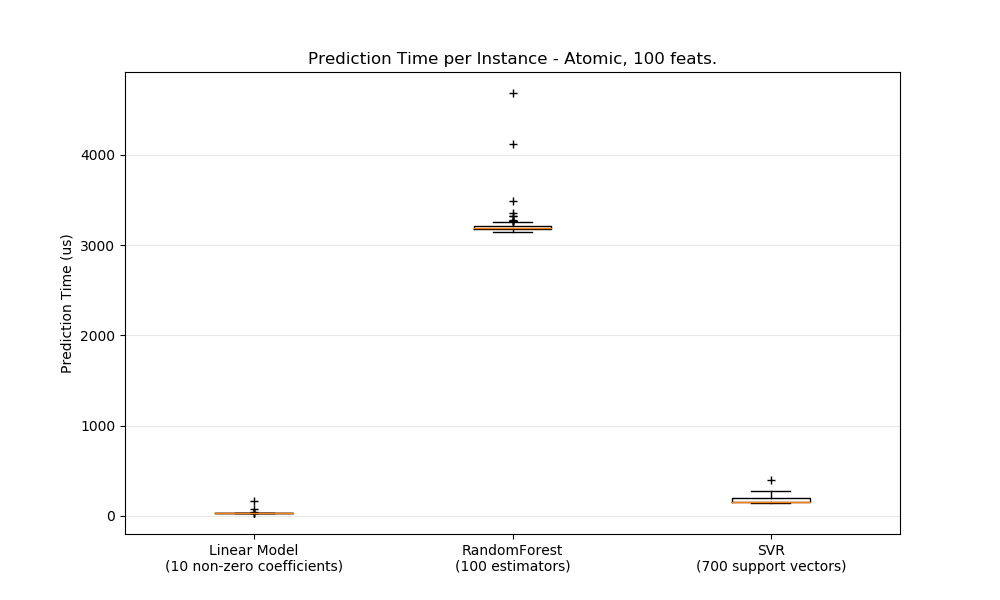 Prediction Time per Instance - Atomic, 100 feats.
Prediction Time (us)
4000
3000
2000
1000
0
Linear Model
(10 non-zero coefficients)
RandomForest
(100 estimators)
SVR
(700 support vectors)